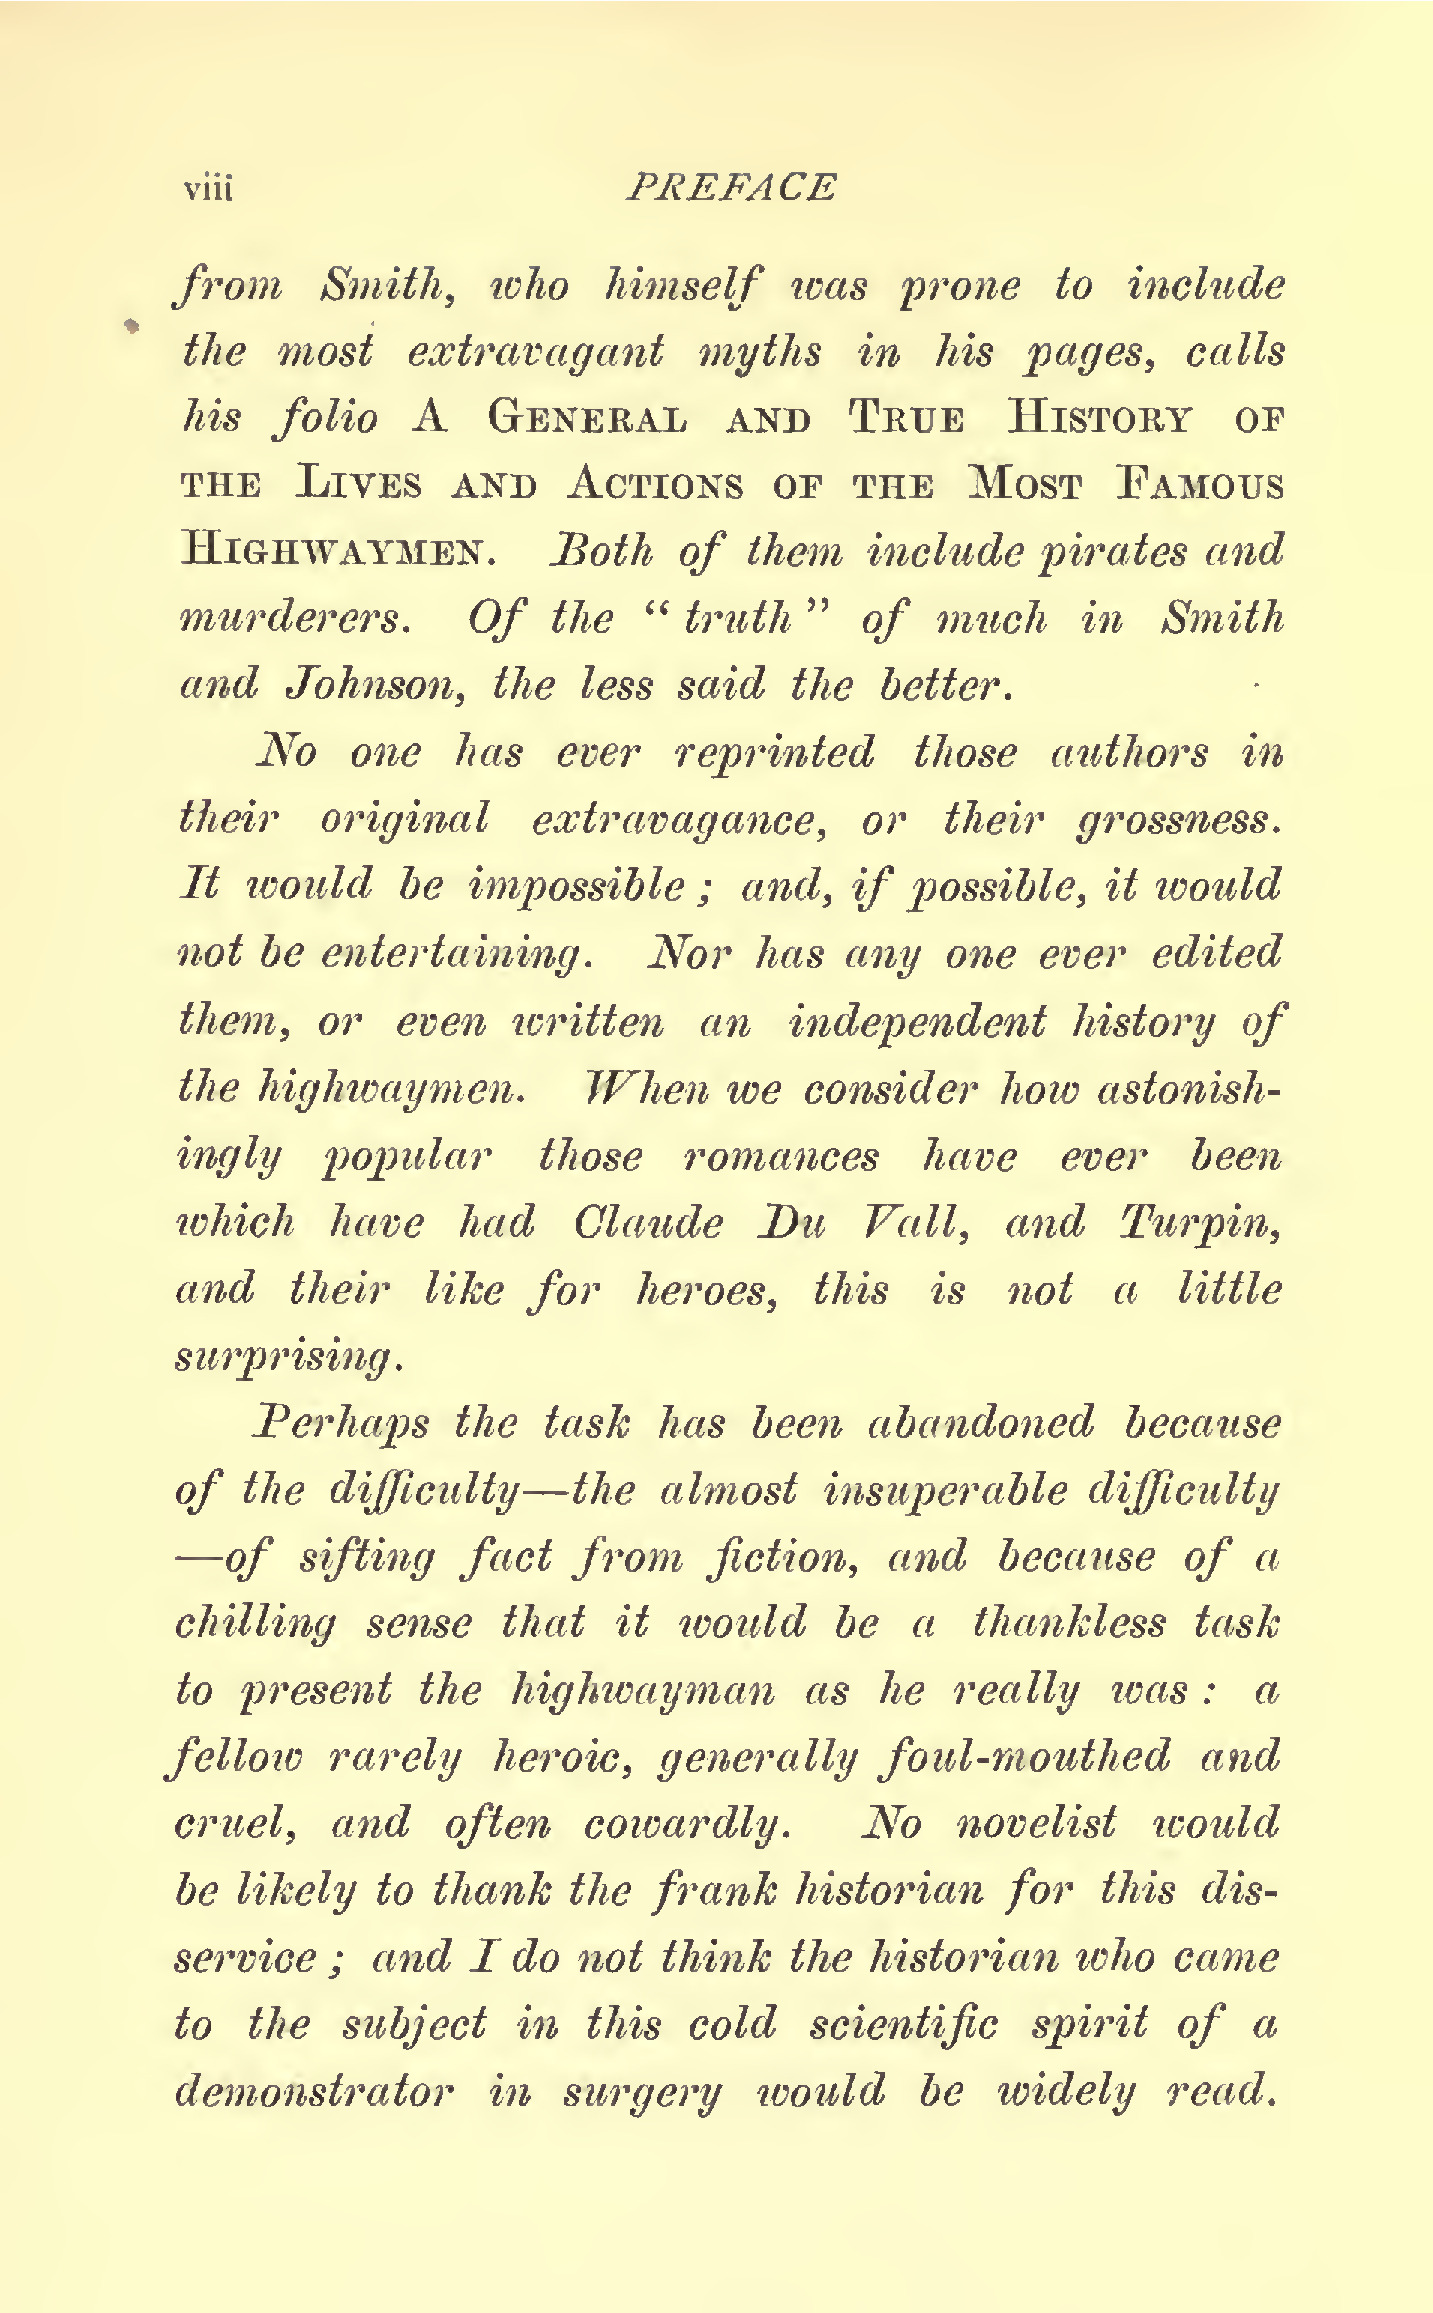 viii PREFACE
from Smith, who himself was prone to include
the most extravagant myths in his pages, calls
his folio A General and True History of
the Lives and Actions of the Most Famous
Highwaymen. Both of them include pirates and
murderers. Of the “ truth ” of much in Smith
and Johnson, the less said the better.
No one has ever reprinted those authors in
their original extravagance, or their grossness.
It would be impossible ; and, if possible, it would
not be entertaining. Nor has any one ever edited
them, or even written an independent history of
the highwaymen. When we consider how astonish-
ingly popular those romances have ever been
which have had Claude Du Vall, and Turpin,
and their like for heroes, this is not a little
surprising.
Perhaps the task has been abandoned because
of the difficulty—the almost insuperable difficulty
—of sifting fact from fiction, and because of a
chilling sense that it would be a thankless task
to present the highwayman as he really was : a
fellow rarely heroic, generally foul-mouthed and
cruel, and often cowardly. No novelist would
be likely to thank the frank historian for this dis-
service ; and I do not think the historian who came
to the subject in this cold scientific spirit of a
demonstrator in surgery would be widely read.